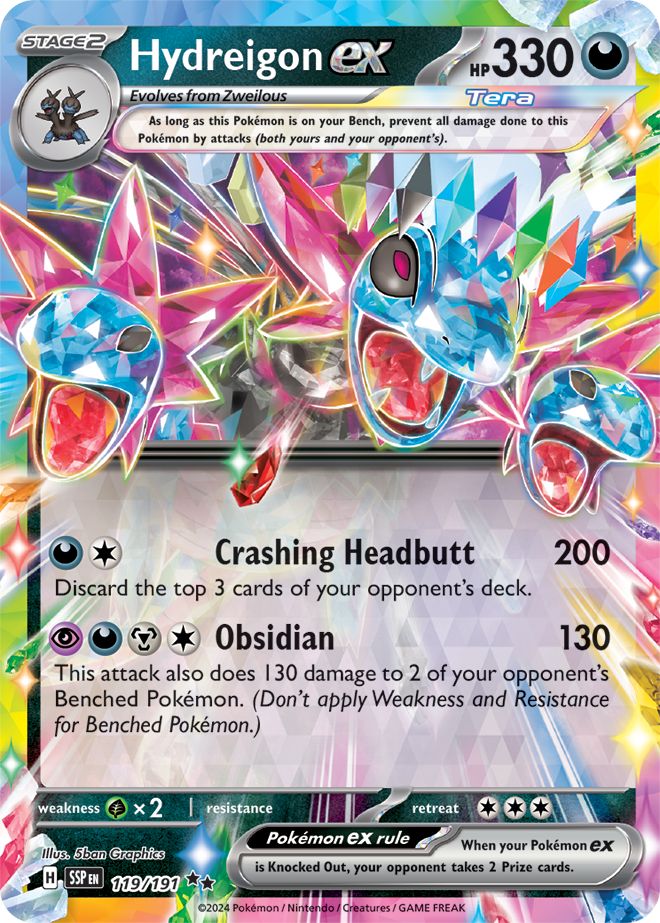 STAGE2
Hydreigon ex
HP 330
Evolves from Zweilous
Tera
As long as this Pokémon is on your Bench, prevent all damage done to this
Pokémon by attacks (both yours and your opponent's).
Crashing Headbutt 200
Discard the top 3 cards of your opponent's deck.
Obsidian 130
This attack also does 130 damage to 2 of your opponent's
Benched Pokémon. (Don't apply Weakness and Resistance
for Benched Pokémon.)
weakness ×2 resistance retreat
Illus. 5ban Graphics
Pokémon ex rule
When your Pokémon ex
is Knocked Out, your opponent takes 2 Prize cards.
H SSP EN 119/191
©2024 Pokémon / Nintendo / Creatures / GAME FREAK